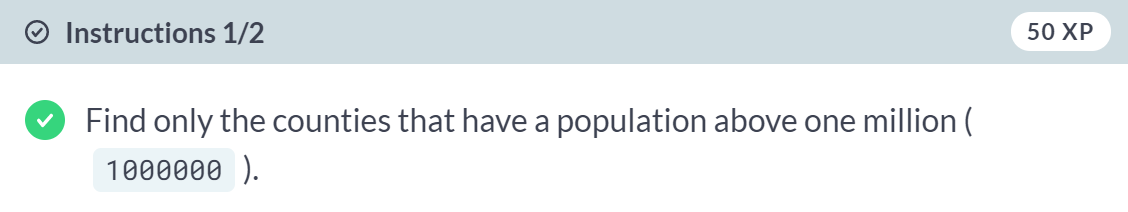 Instructions 1/2
50 XP
Find only the counties that have a population above one million (
1000000 ).